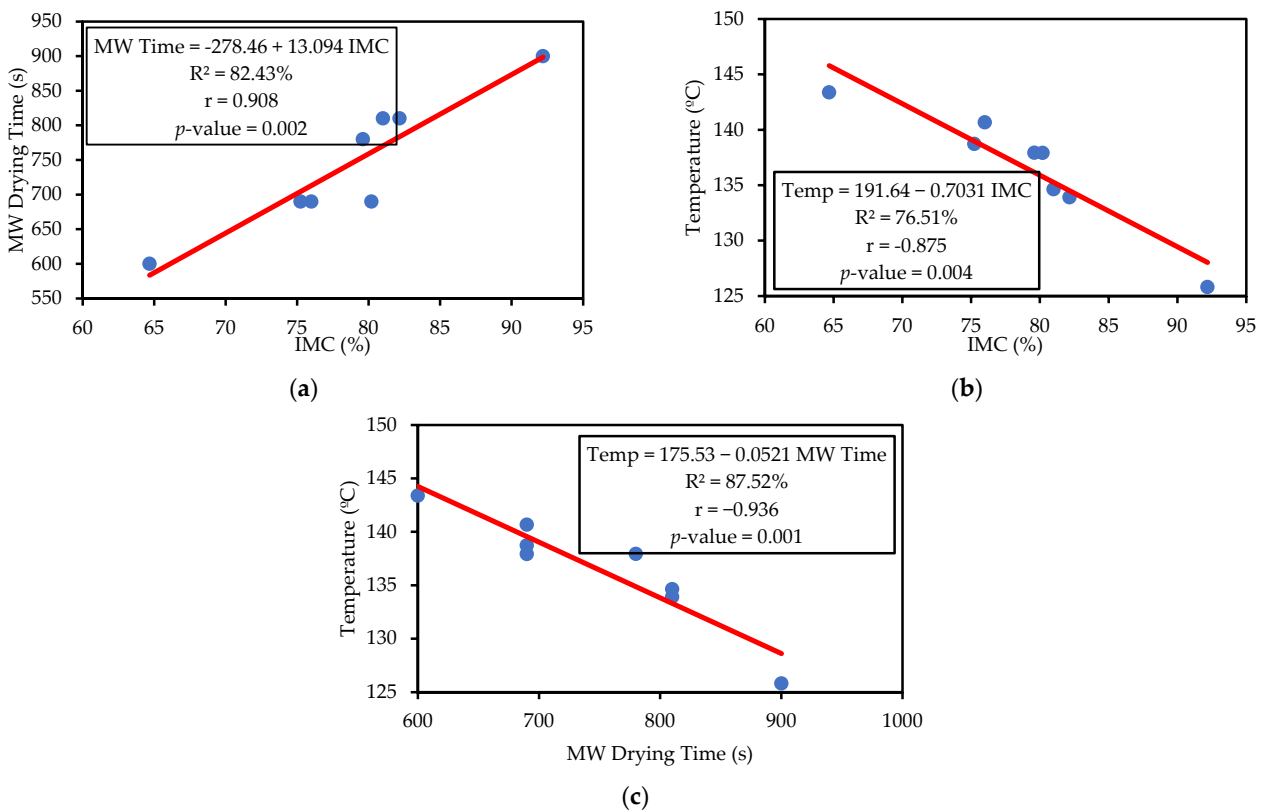 MW Drying Time (s)
950
900
850
800
750
700
650
600
550
MW Time = -278.46 + 13.094 IMC
R² = 82.43%
r = 0.908
p-value = 0.002
60 65 70 75 80 85 90 95
IMC (%)
(a)
Temperature (ºC)
150
145
140
135
130
125
Temp = 191.64 − 0.7031 IMC
R² = 76.51%
r = -0.875
p-value = 0.004
60 65 70 75 80 85 90 95
IMC (%)
(b)
Temperature (ºC)
150
145
140
135
130
125
Temp = 175.53 − 0.0521 MW Time
R² = 87.52%
r = −0.936
p-value = 0.001
600 700 800 900 1000
MW Drying Time (s)
(c)